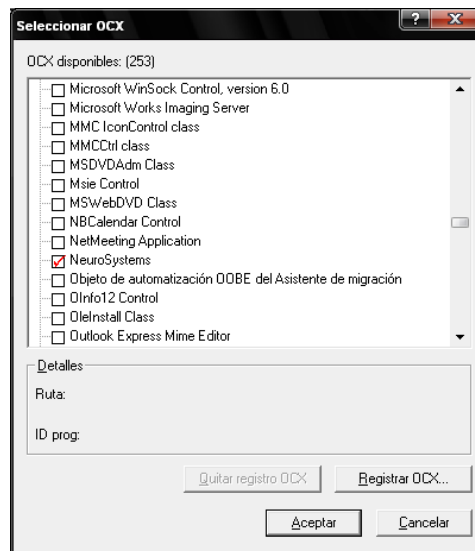 Seleccionar OCX
OCX disponibles: (253)
Microsoft WinSock Control, version 6.0
Microsoft Works Imaging Server
MMC IconControl class
MMCCtrl class
MSDVDAdm Class
Msie Control
MSWebDVD Class
NBCalendar Control
NetMeeting Application
NeuroSystems
Objeto de automatización OOBE del Asistente de migración
OInfo12 Control
OleInstall Class
Outlook Express Mime Editor
Detalles
Ruta:
ID prog:
Quitar registro OCX Registrar OCX...
Aceptar Cancelar